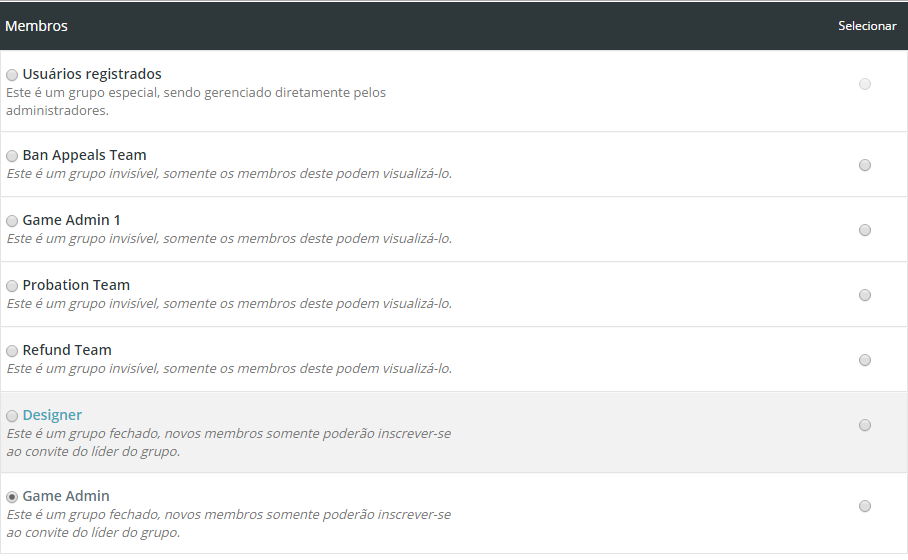 Membros Selecionar
Usuários registrados
Este é um grupo especial, sendo gerenciado diretamente pelos
administradores.
Ban Appeals Team
Este é um grupo invisível, somente os membros deste podem visualizá-lo.
Game Admin 1
Este é um grupo invisível, somente os membros deste podem visualizá-lo.
Probation Team
Este é um grupo invisível, somente os membros deste podem visualizá-lo.
Refund Team
Este é um grupo invisível, somente os membros deste podem visualizá-lo.
Designer
Este é um grupo fechado, novos membros somente poderão inscrever-se
ao convite do líder do grupo.
Game Admin
Este é um grupo fechado, novos membros somente poderão inscrever-se
ao convite do líder do grupo.